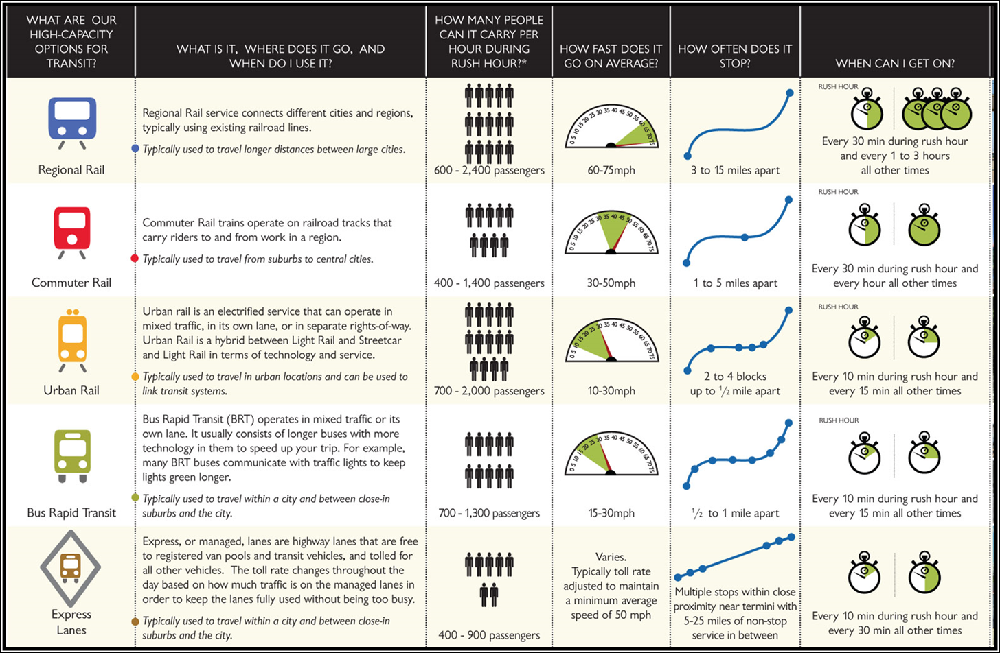 WHAT ARE OUR
HIGH-CAPACITY
OPTIONS FOR
TRANSIT?
WHAT IS IT, WHERE DOES IT GO, AND
WHEN DO I USE IT?
HOW MANY PEOPLE
CAN IT CARRY PER
HOUR DURING
RUSH HOUR?*
HOW FAST DOES IT
GO ON AVERAGE?
HOW OFTEN DOES IT
STOP?
WHEN CAN I GET ON?
Regional Rail
Regional Rail service connects different cities and regions,
typically using existing railroad lines.
Typically used to travel longer distances between large cities.
600 - 2,400 passengers
0 5 10 15 20 25 30 35 40 45 50 55 60 65 70 75
60-75mph
3 to 15 miles apart
RUSH HOUR
Every 30 min during rush hour
and every 1 to 3 hours
all other times
Commuter Rail
Commuter Rail trains operate on railroad tracks that
carry riders to and from work in a region.
Typically used to travel from suburbs to central cities.
400 - 1,400 passengers
0 5 10 15 20 25 30 35 40 45 50 55 60 65 70 75
30-50mph
1 to 5 miles apart
RUSH HOUR
Every 30 min during rush hour and
every hour all other times
Urban Rail
Urban rail is an electrified service that can operate in
mixed traffic, in its own lane, or in separate rights-of-way.
Urban Rail is a hybrid between Light Rail and Streetcar
and Light Rail in terms of technology and service.
Typically used to travel in urban locations and can be used to
link transit systems.
700 - 2,000 passengers
0 5 10 15 20 25 30 35 40 45 50 55 60 65 70 75
10-30mph
2 to 4 blocks
up to ½ mile apart
RUSH HOUR
Every 10 min during rush hour and
every 15 min all other times
Bus Rapid Transit
Bus Rapid Transit (BRT) operates in mixed traffic or its
own lane. It usually consists of longer buses with more
technology in them to speed up your trip. For example,
many BRT buses communicate with traffic lights to keep
lights green longer.
Typically used to travel within a city and between close-in
suburbs and the city.
700 - 1,300 passengers
0 5 10 15 20 25 30 35 40 45 50 55 60 65 70 75
15-30mph
½ to 1 mile apart
RUSH HOUR
Every 10 min during rush hour and
every 15 min all other times
Express
Lanes
Express, or managed, lanes are highway lanes that are free
to registered van pools and transit vehicles, and tolled for
all other vehicles. The toll rate changes throughout the
day based on how much traffic is on the managed lanes in
order to keep the lanes fully used without being too busy.
Typically used to travel within a city and between close-in
suburbs and the city.
400 - 900 passengers
Varies.
Typically toll rate
adjusted to maintain
a minimum average
speed of 50 mph
Multiple stops within close
proximity near termini with
5-25 miles of non-stop
service in between
Every 10 min during rush hour and
every 30 min all other times